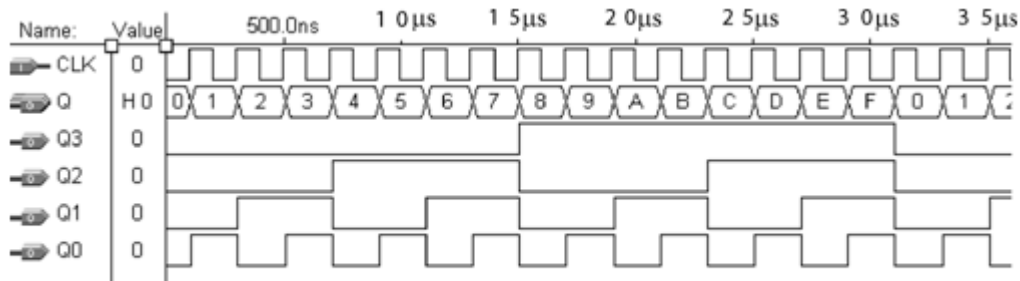 Name: Value 500.0ns 1 0μs 1 5μs 2 0μs 2 5μs 3 0μs 3 5μs
CLK 0
Q H 0 0 1 2 3 4 5 6 7 8 9 A B C D E F 0 1 2
Q3 0
Q2 0
Q1 0
Q0 0